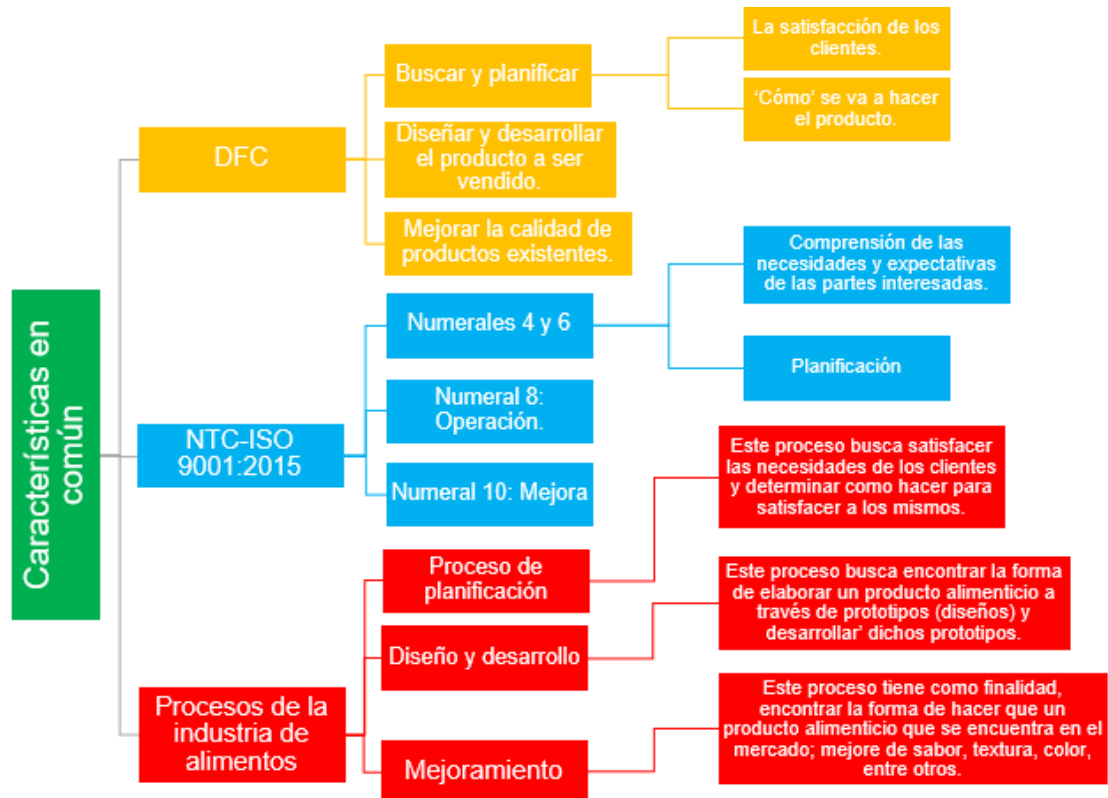 Características en
común
DFC
Buscar y planificar
La satisfacción de los
clientes.
‘Cómo’ se va a hacer
el producto.
Diseñar y desarrollar
el producto a ser
vendido.
Mejorar la calidad de
productos existentes.
NTC-ISO
9001:2015
Numerales 4 y 6
Comprensión de las
necesidades y expectativas
de las partes interesadas.
Planificación
Numeral 8:
Operación.
Numeral 10: Mejora
Procesos de la
industria de
alimentos
Proceso de
planificación
Este proceso busca satisfacer
las necesidades de los clientes
y determinar como hacer para
satisfacer a los mismos.
Diseño y desarrollo
Este proceso busca encontrar la forma
de elaborar un producto alimenticio a
través de prototipos (diseños) y
desarrollar’ dichos prototipos.
Mejoramiento
Este proceso tiene como finalidad,
encontrar la forma de hacer que un
producto alimenticio que se encuentra en el
mercado; mejore de sabor, textura, color,
entre otros.